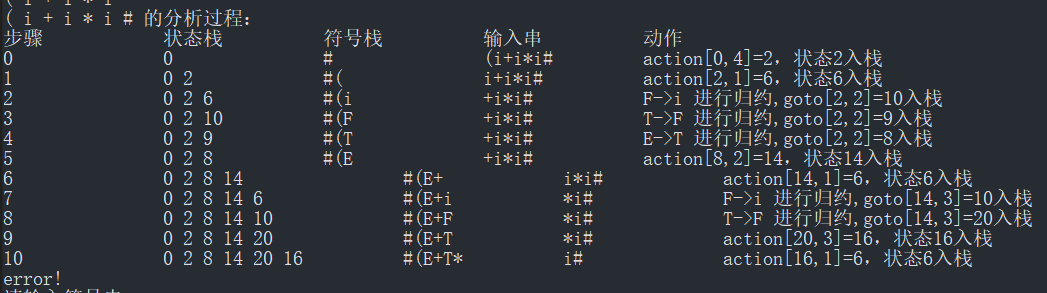 ( i + i * i # 的分析过程:
步骤 状态栈 符号栈 输入串 动作
0 0 # (i+i*i# action[0,4]=2, 状态2入栈
1 0 2 #( i+i*i# action[2,1]=6, 状态6入栈
2 0 2 6 #(i +i*i# F->i 进行归约,goto[2,2]=10入栈
3 0 2 10 #(F +i*i# T->F 进行归约,goto[2,2]=9入栈
4 0 2 9 #(T +i*i# E->T 进行归约,goto[2,2]=8入栈
5 0 2 8 #(E +i*i# action[8,2]=14, 状态14入栈
6 0 2 8 14 #(E+ i*i# action[14,1]=6, 状态6入栈
7 0 2 8 14 6 #(E+i *i# F->i 进行归约,goto[14,3]=10入栈
8 0 2 8 14 10 #(E+F *i# T->F 进行归约,goto[14,3]=20入栈
9 0 2 8 14 20 #(E+T *i# action[20,3]=16, 状态16入栈
10 0 2 8 14 20 16 #(E+T* i# action[16,1]=6, 状态6入栈
error!